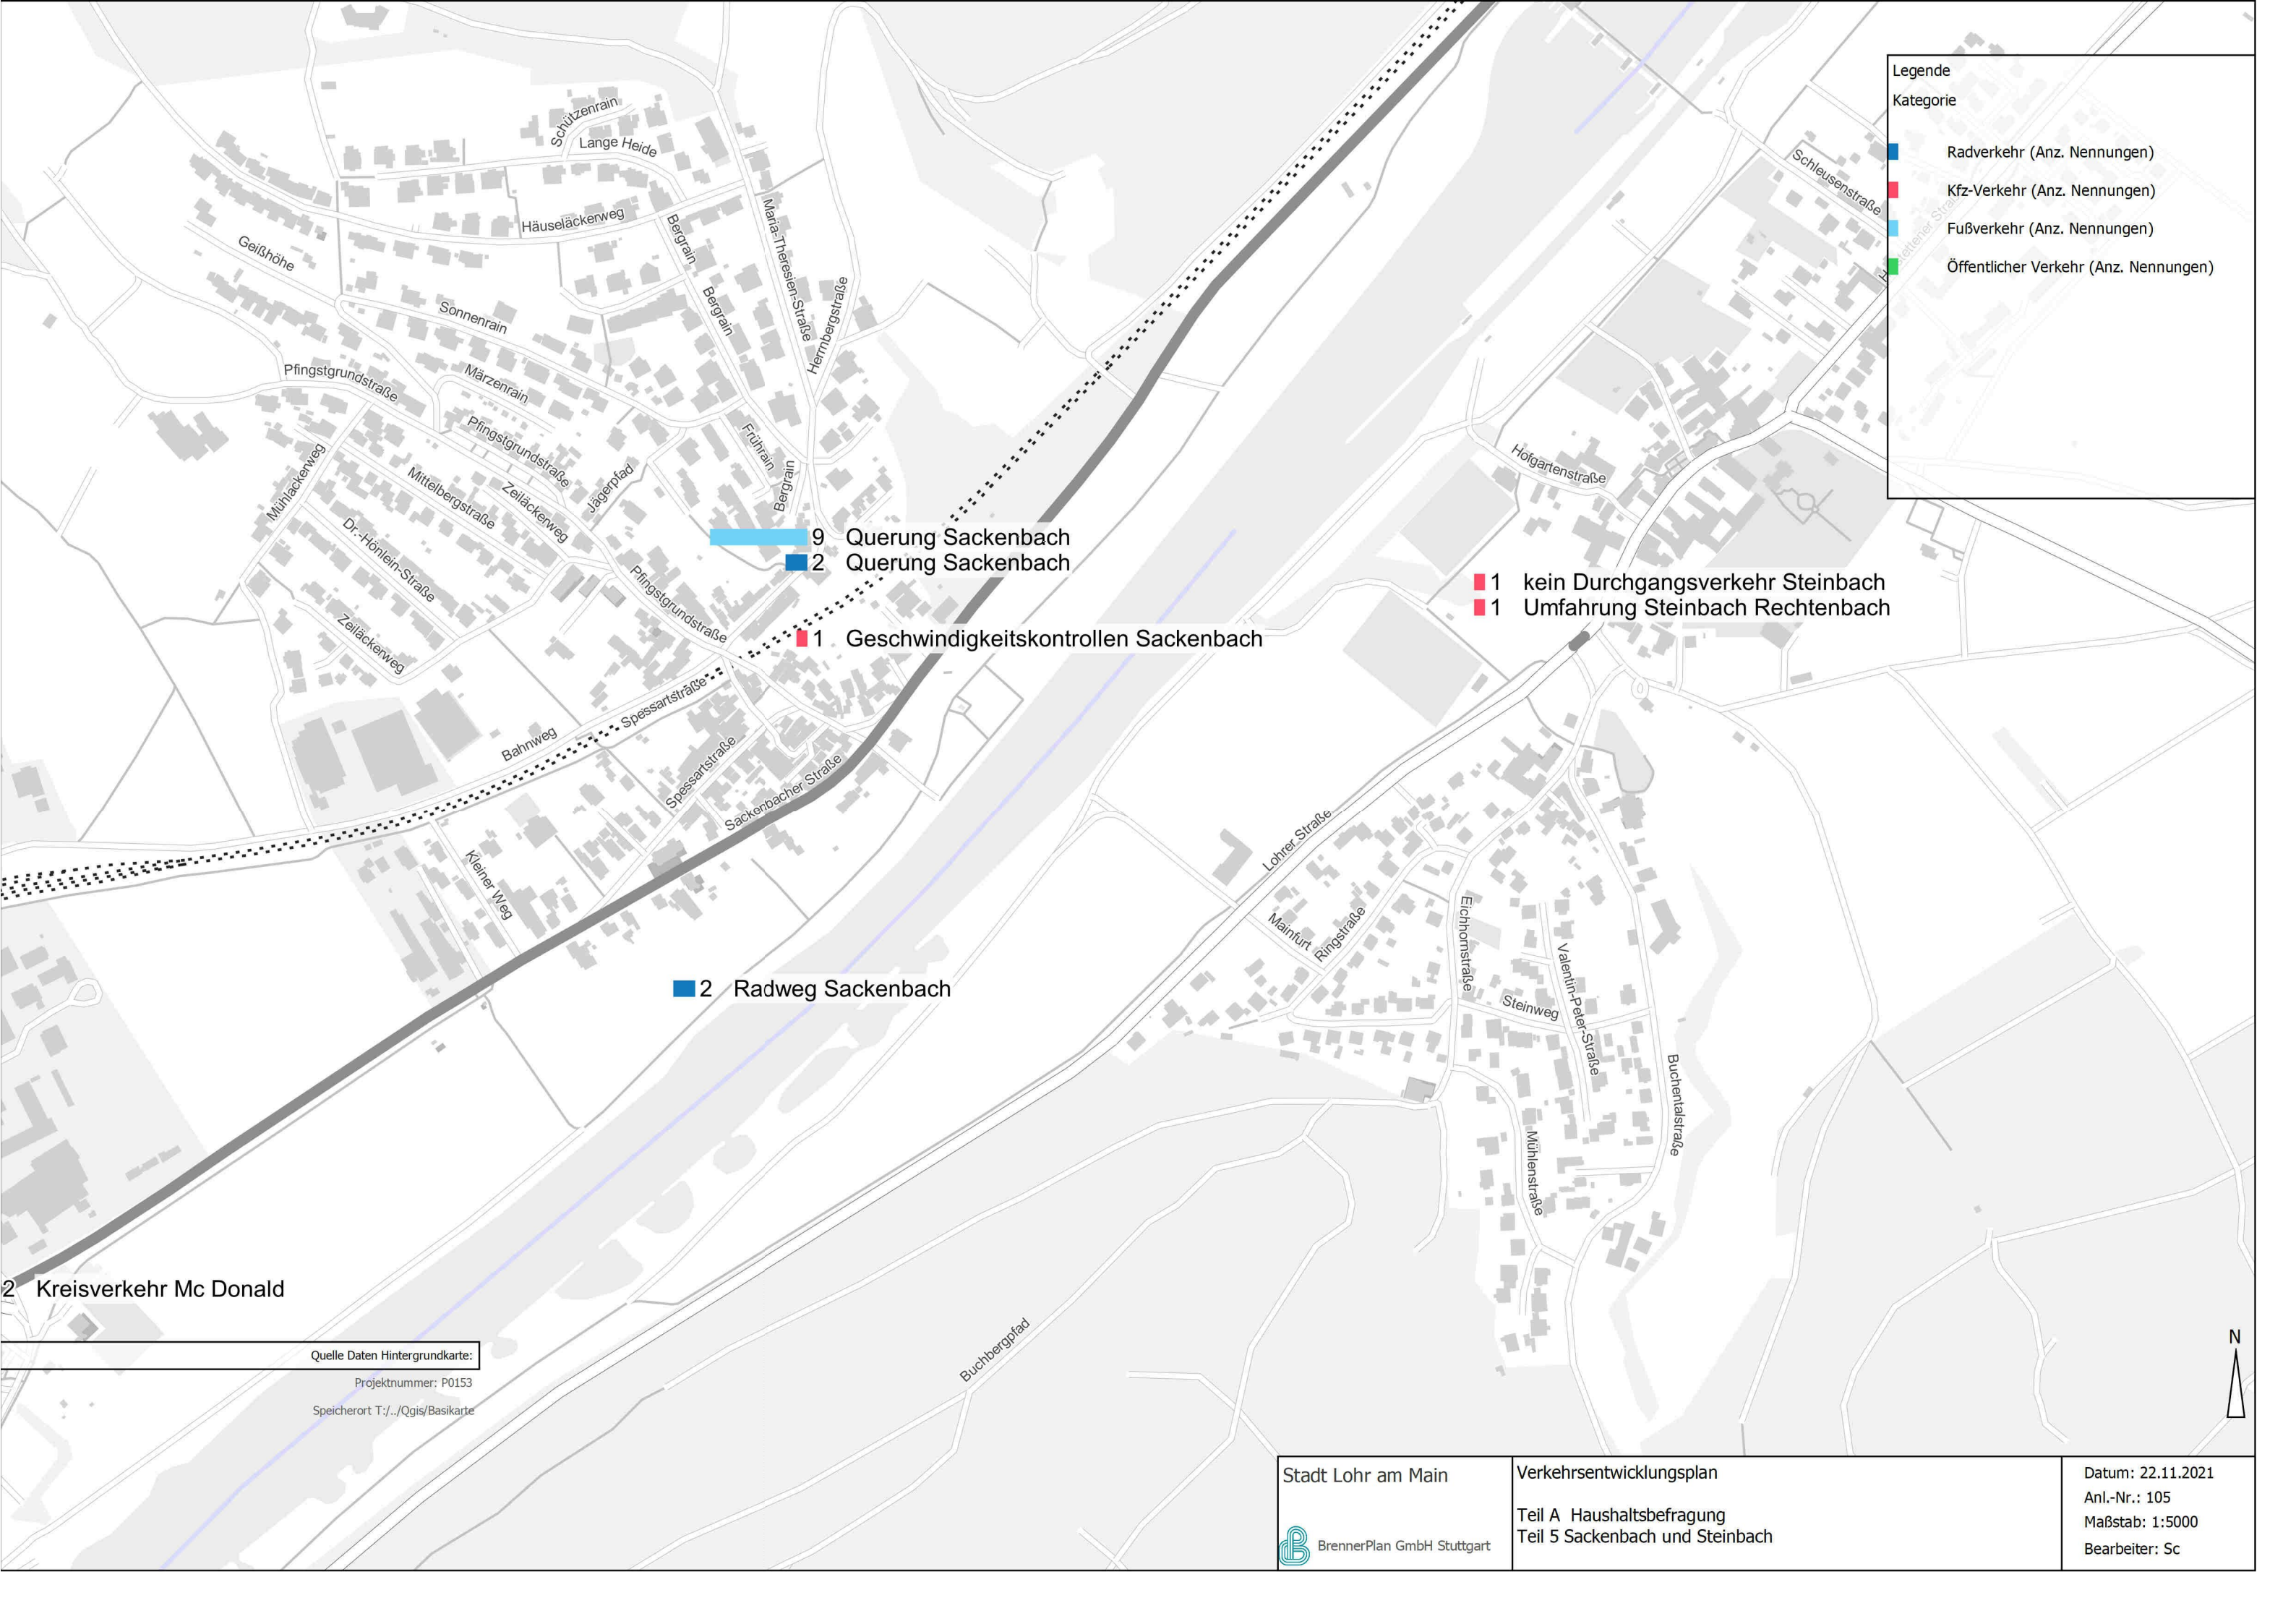 Legende
Kategorie
Radverkehr (Anz. Nennungen)
Kfz-Verkehr (Anz. Nennungen)
Fußverkehr (Anz. Nennungen)
Öffentlicher Verkehr (Anz. Nennungen)
Schützenrain
Lange Heide
Häuseläckerweg
Geißhöhe
Bergrain
Maria-Theresien-Straße
Bergrain
Hermbergstraße
Sonnenrain
Pfingstgrundstraße
Märzenrain
Pfingstgrundstraße
Frührain
Bergrain
Mühlackerweg
Mittelbergstraße
Zeiläckerweg
Jägerpfad
Dr.-Hönlein-Straße
Zeiläckerweg
Pfingstgrundstraße
Schleusenstraße
Hofgartenstraße
9 Querung Sackenbach
2 Querung Sackenbach
1 Geschwindigkeitskontrollen Sackenbach
1 kein Durchgangsverkehr Steinbach
1 Umfahrung Steinbach Rechtenbach
Spessartstraße
Bahnweg
Spessartstraße
Sackenbacher Straße
Kleiner Weg
Lohrer Straße
Mainfurt
Ringstraße
Eichhornstraße
Valentin-Peter-Straße
Steinweg
Buchentalstraße
Mühlenstraße
2 Radweg Sackenbach
2 Kreisverkehr Mc Donald
Buchbergpfad
N
Quelle Daten Hintergrundkarte:
Projektnummer: P0153
Speicherort T:/../Qgis/Basikarte
Stadt Lohr am Main
BrennerPlan GmbH Stuttgart
Verkehrsentwicklungsplan
Teil A Haushaltsbefragung
Teil 5 Sackenbach und Steinbach
Datum: 22.11.2021
Anl.-Nr.: 105
Maßstab: 1:5000
Bearbeiter: Sc